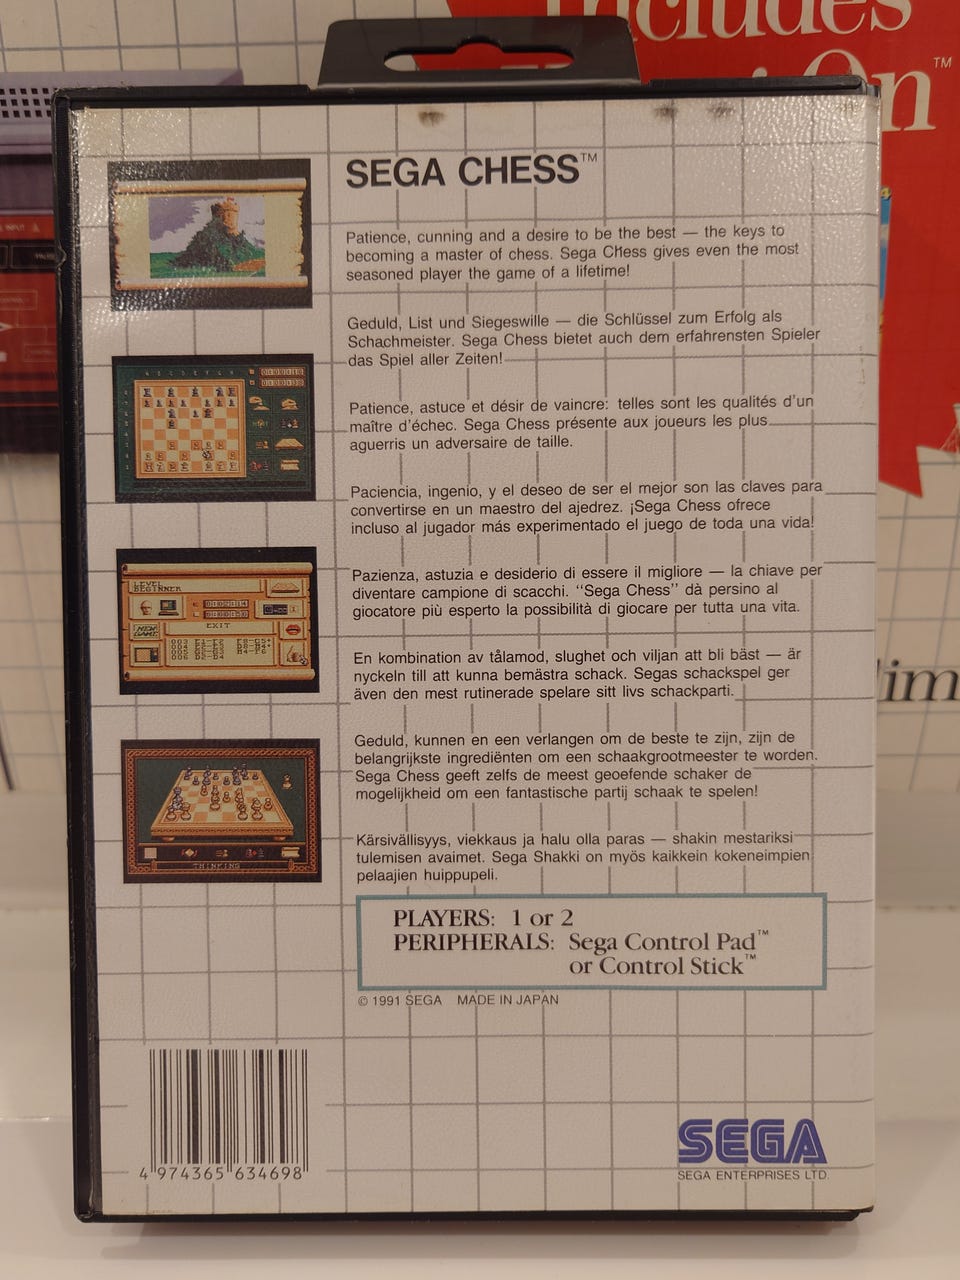 Includes
On™
SEGA CHESS™
Patience, cunning and a desire to be the best — the keys to
becoming a master of chess. Sega Chess gives even the most
seasoned player the game of a lifetime!
Geduld, List und Siegeswille — die Schlüssel zum Erfolg als
Schachmeister. Sega Chess bietet auch dem erfahrensten Spieler
das Spiel aller Zeiten!
Patience, astuce et désir de vaincre: telles sont les qualités d'un
maître d'échec. Sega Chess présente aux joueurs les plus
aguerris un adversaire de taille.
Paciencia, ingenio, y el deseo de ser el mejor son las claves para
convertirse en un maestro del ajedrez. ¡Sega Chess ofrece
incluso al jugador más experimentado el juego de toda una vida!
LEVEL
BEGINNER
EXIT
NEW
GAME
Pazienza, astuzia e desiderio di essere il migliore — la chiave per
diventare campione di scacchi. "Sega Chess" dà persino al
giocatore più esperto la possibilità di giocare per tutta una vita.
En kombination av tålamod, slughet och viljan att bli bäst — är
nyckeln till att kunna bemästra schack. Segas schackspel ger
även den mest rutinerade spelare sitt livs schackparti.
Geduld, kunnen en een verlangen om de beste te zijn, zijn de
belangrijkste ingrediënten om een schaakgrootmeester te worden.
Sega Chess geeft zelfs de meest geoefende schaker de
mogelijkheid om een fantastische partij schaak te spelen!
THINKING
Kärsivällisyys, viekkaus ja halu olla paras — shakin mestariksi
tulemisen avaimet. Sega Shakki on myös kaikkein kokeneimpien
pelaajien huippupeli.
PLAYERS: 1 or 2
PERIPHERALS: Sega Control Pad™
or Control Stick™
© 1991 SEGA MADE IN JAPAN
4 974365 634698
SEGA
SEGA ENTERPRISES LTD.